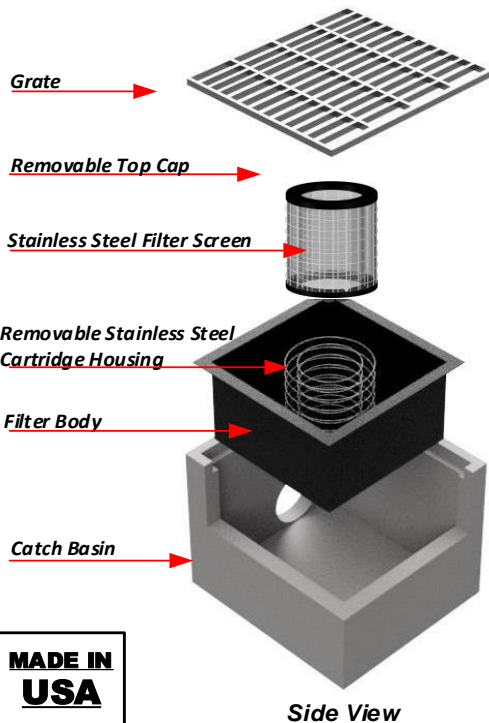 Grate
Removable Top Cap
Stainless Steel Filter Screen
Removable Stainless Steel
Cartridge Housing
Filter Body
Catch Basin
MADE IN
USA
Side View